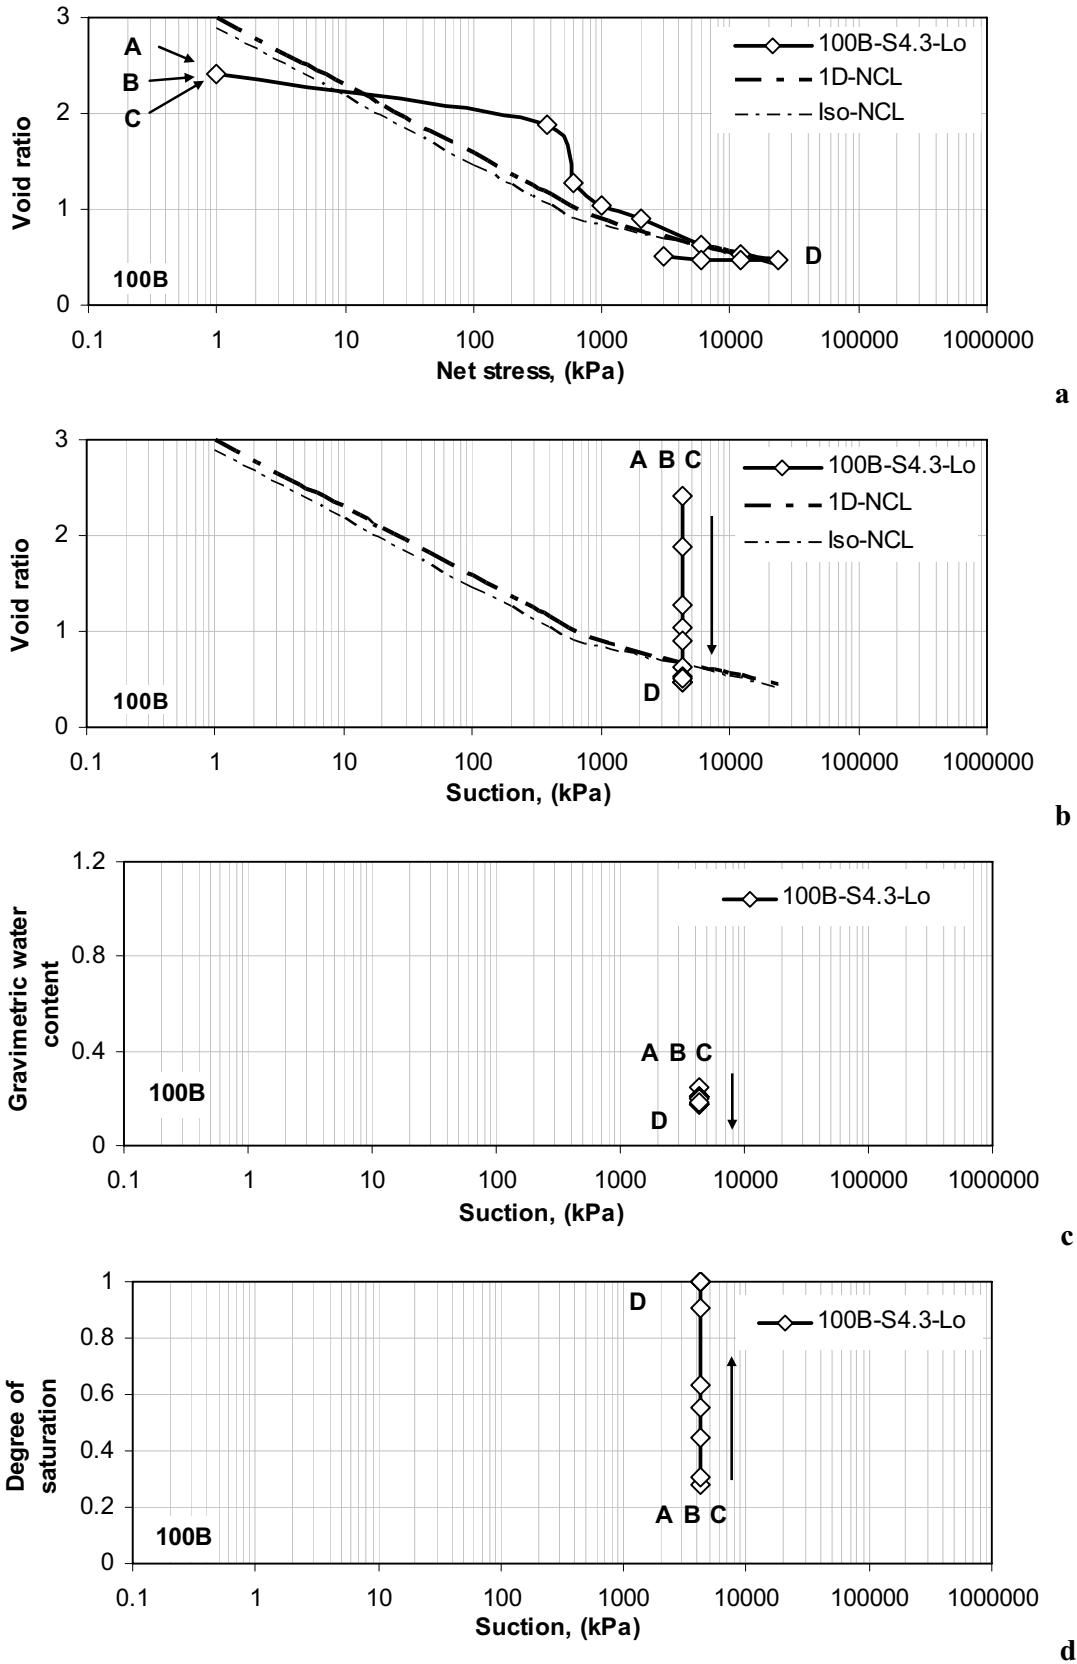 3
2
1
0
Void ratio
A
B
C
100B-S4.3-Lo
1D-NCL
Iso-NCL
D
100B
0.1 1 10 100 1000 10000 100000 1000000
Net stress, (kPa)
a
3
2
1
0
Void ratio
A B C
100B-S4.3-Lo
1D-NCL
Iso-NCL
D
100B
0.1 1 10 100 1000 10000 100000 1000000
Suction, (kPa)
b
1.2
0.8
0.4
0
Gravimetric water
content
100B-S4.3-Lo
A B C
100B
D
0.1 1 10 100 1000 10000 100000 1000000
Suction, (kPa)
c
1
0.8
0.6
0.4
0.2
0
Degree of
saturation
D
100B-S4.3-Lo
A B C
100B
0.1 1 10 100 1000 10000 100000 1000000
Suction, (kPa)
d